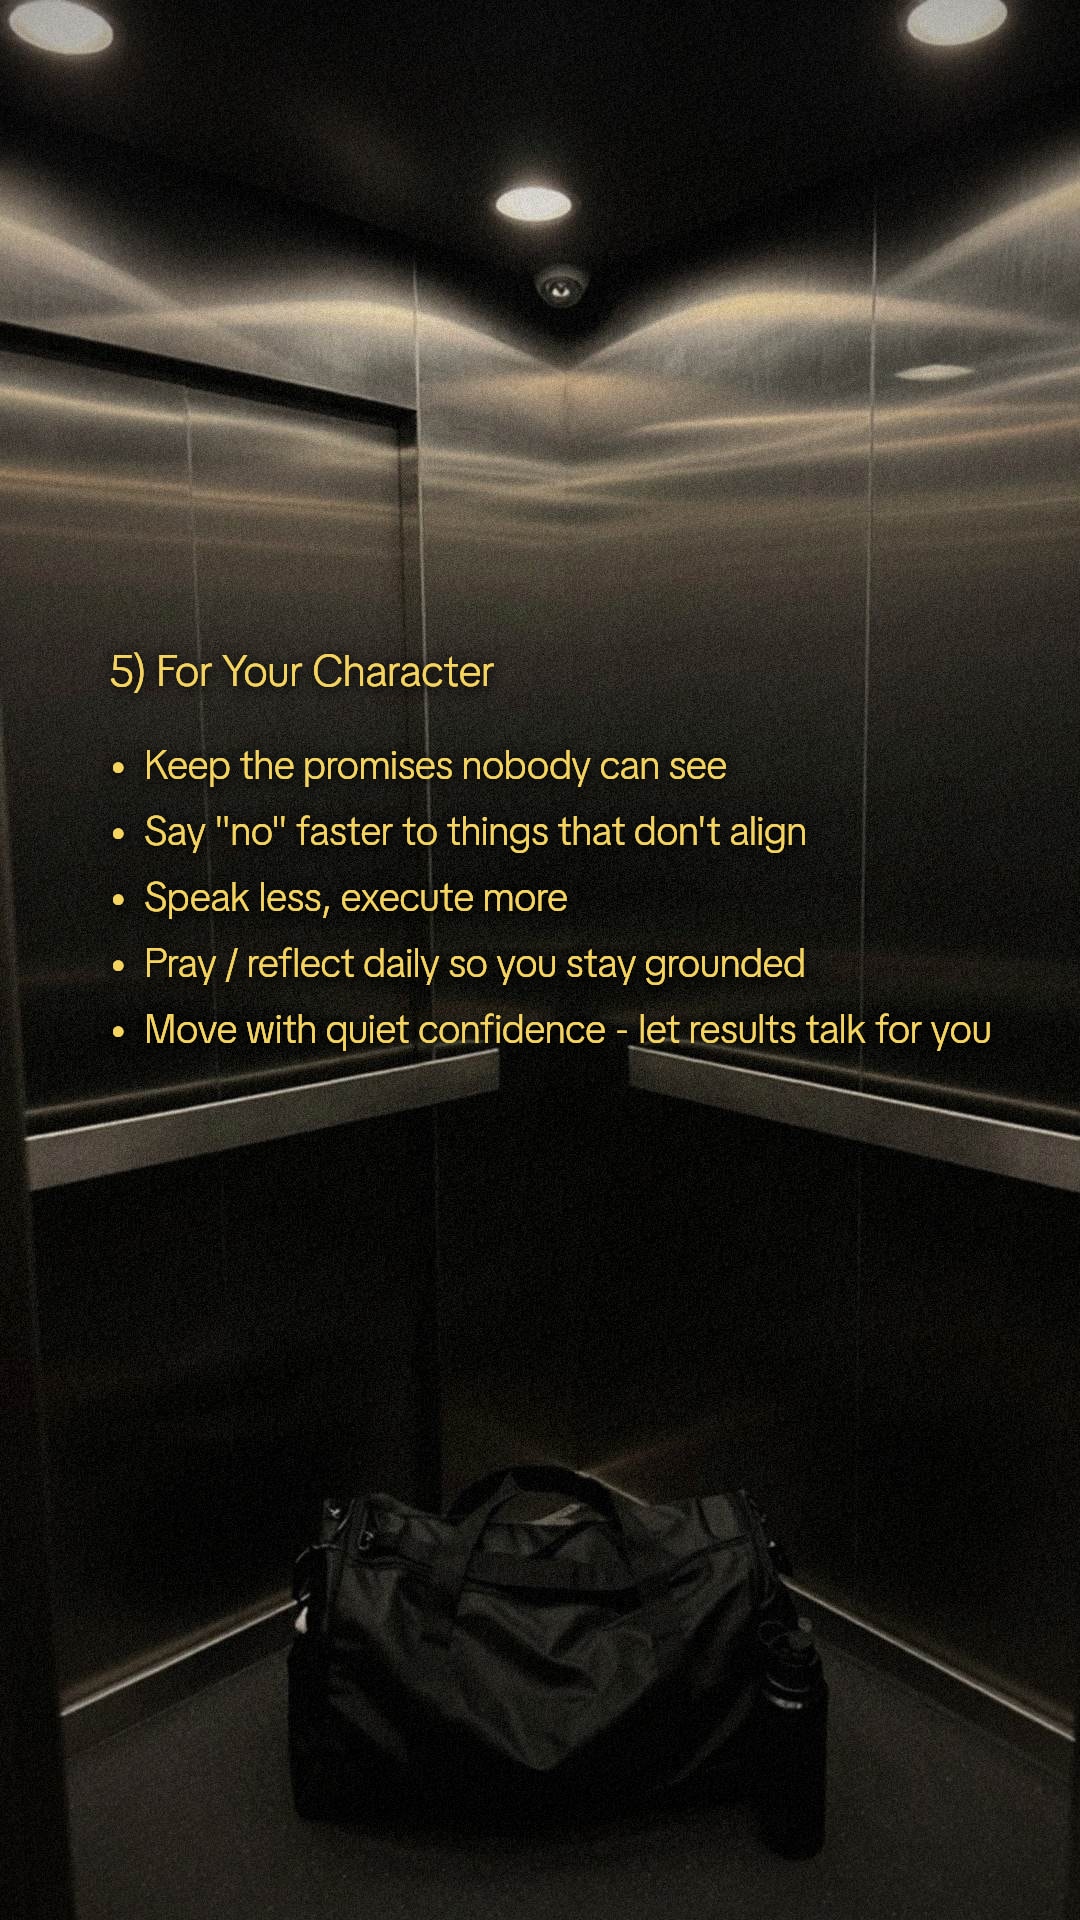 5) For Your Character
• Keep the promises nobody can see
• Say "no" faster to things that don't align
• Speak less, execute more
• Pray / reflect daily so you stay grounded
• Move with quiet confidence - let results talk for you